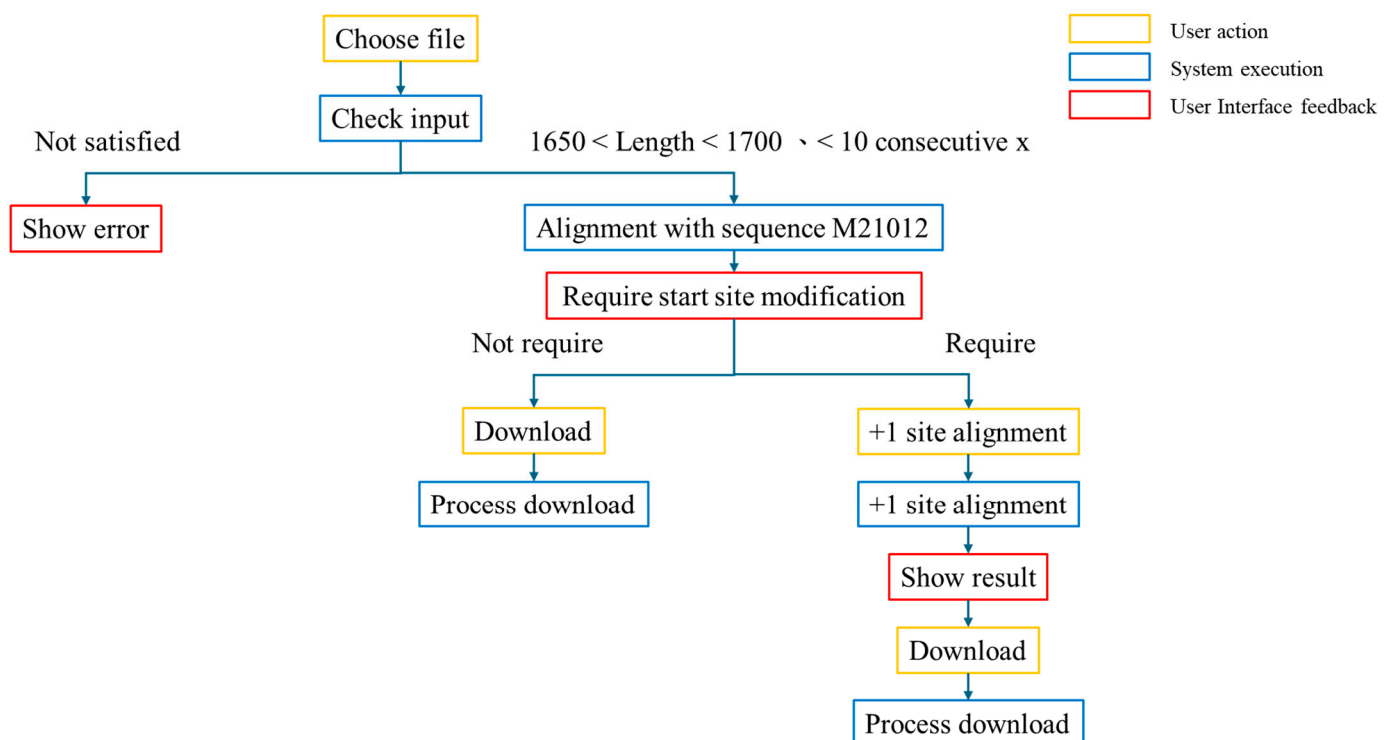 Choose file
User action
System execution
User Interface feedback
Check input
Not satisfied
1650 < Length < 1700 、< 10 consecutive x
Show error
Alignment with sequence M21012
Require start site modification
Not require
Require
Download
+1 site alignment
Process download
+1 site alignment
Show result
Download
Process download